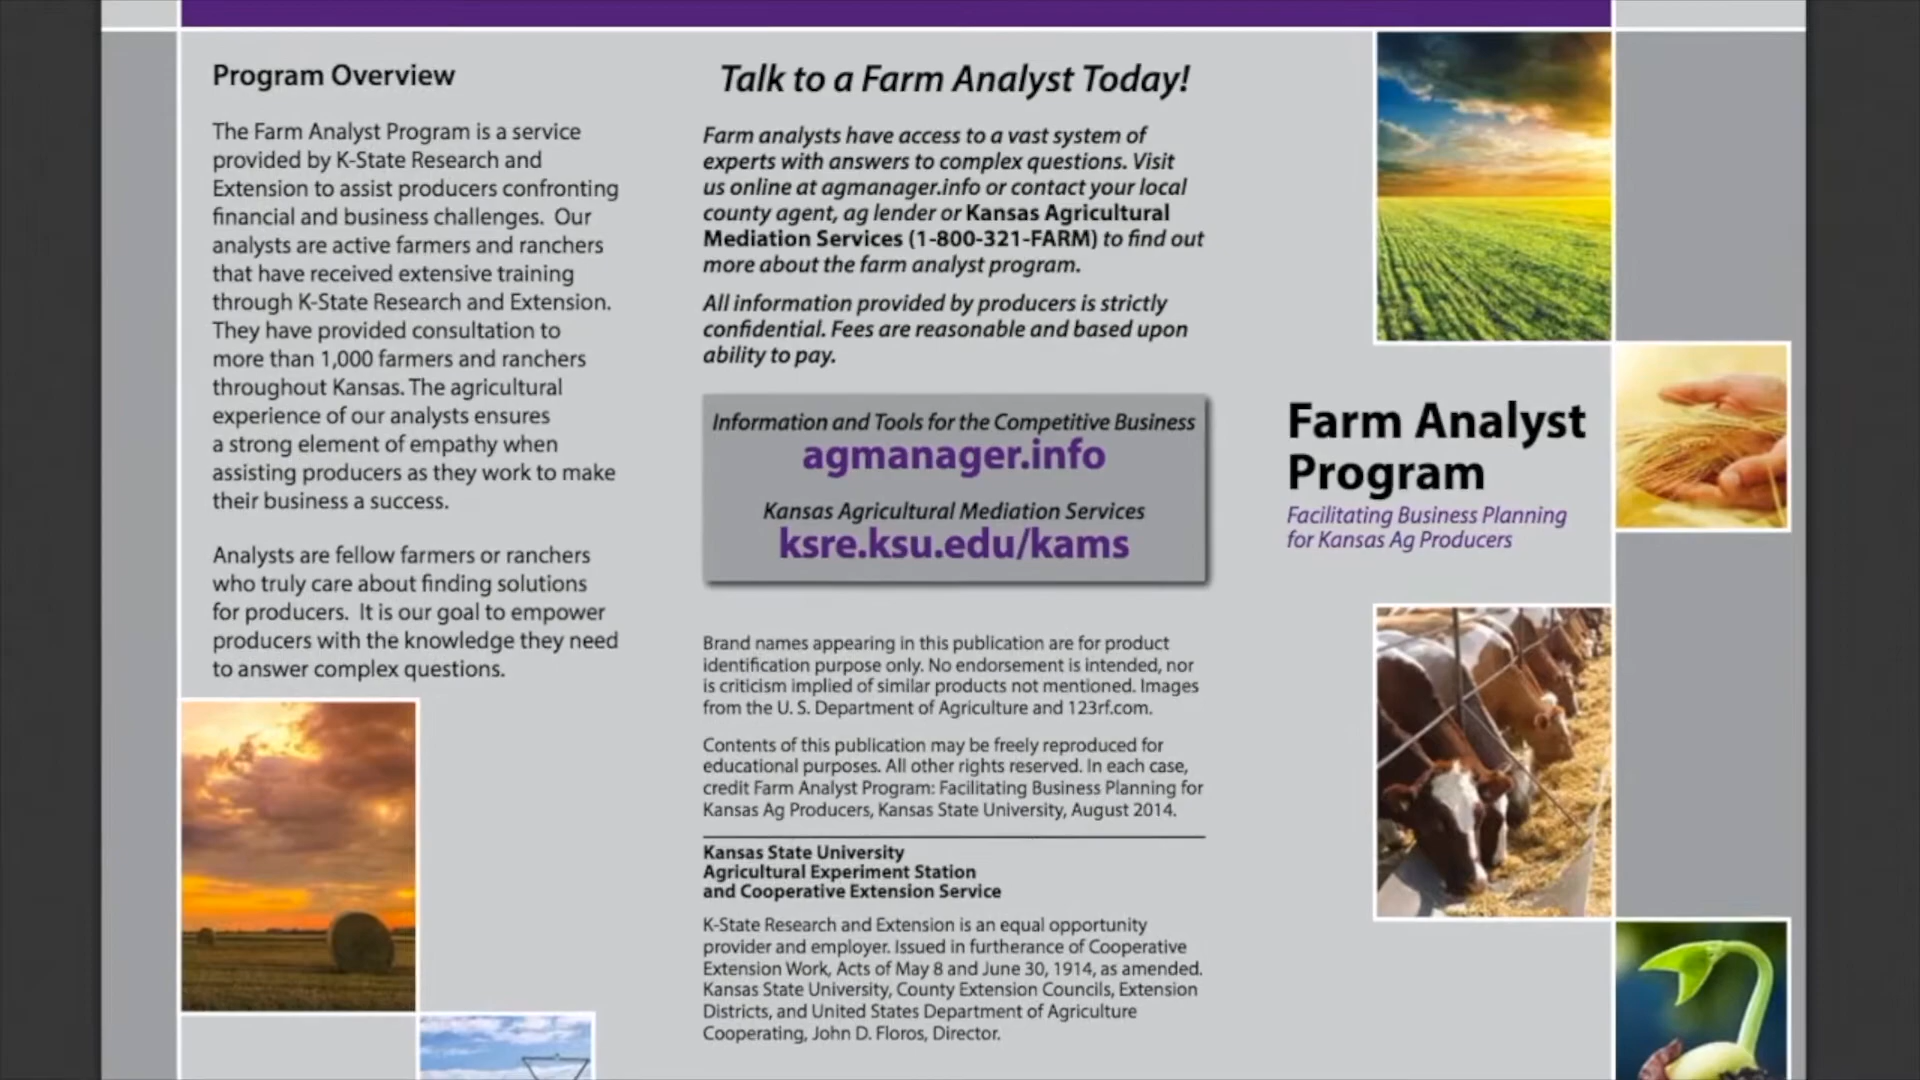 Program Overview
The Farm Analyst Program is a service
provided by K-State Research and
Extension to assist producers confronting
financial and business challenges.  Our
analysts are active farmers and ranchers
that have received extensive training
through K-State Research and Extension.
They have provided consultation to
more than 1,000 farmers and ranchers
throughout Kansas. The agricultural
experience of our analysts ensures
a strong element of empathy when
assisting producers as they work to make
their business a success.
Analysts are fellow farmers or ranchers
who truly care about finding solutions
for producers.  It is our goal to empower
producers with the knowledge they need
to answer complex questions.
Talk to a Farm Analyst Today!
Farm analysts have access to a vast system of
experts with answers to complex questions. Visit
us online at agmanager.info or contact your local
county agent, ag lender or Kansas Agricultural
Mediation Services (1-800-321-FARM) to find out
more about the farm analyst program.
All information provided by producers is strictly
confidential. Fees are reasonable and based upon
ability to pay.
Information and Tools for the Competitive Business
agmanager.info
Kansas Agricultural Mediation Services
ksre.ksu.edu/kams
Brand names appearing in this publication are for product
identification purpose only. No endorsement is intended, nor
is criticism implied of similar products not mentioned. Images
from the U. S. Department of Agriculture and 123rf.com.
Contents of this publication may be freely reproduced for
educational purposes. All other rights reserved. In each case,
credit Farm Analyst Program: Facilitating Business Planning for
Kansas Ag Producers, Kansas State University, August 2014.
Kansas State University
Agricultural Experiment Station
and Cooperative Extension Service
K-State Research and Extension is an equal opportunity
provider and employer. Issued in furtherance of Cooperative
Extension Work, Acts of May 8 and June 30, 1914, as amended.
Kansas State University, County Extension Councils, Extension
Districts, and United States Department of Agriculture
Cooperating, John D. Floros, Director.
Farm Analyst
Program
Facilitating Business Planning
for Kansas Ag Producers